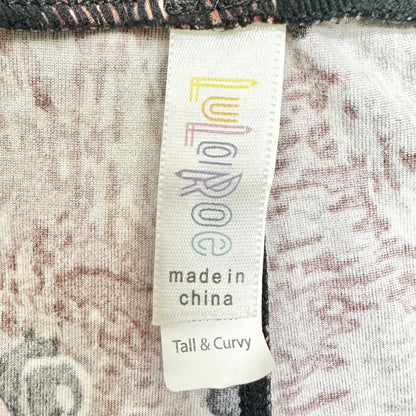 LuLaRoe
made in
china
Tall & Curvy